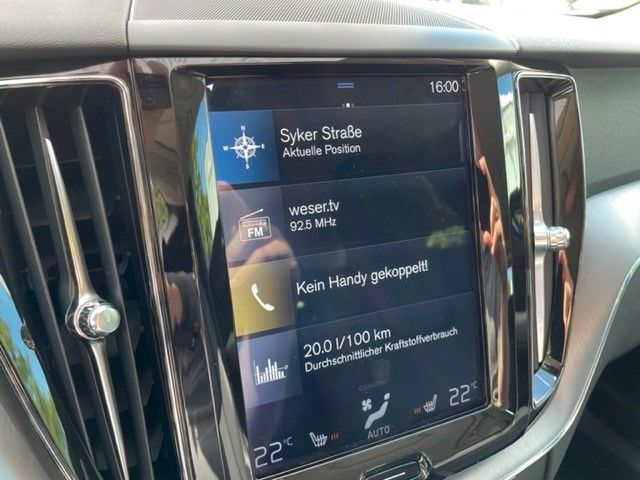 16:00
N
W E
S
Syker Straße
Aktuelle Position
weser.tv
FM
92.5 MHz
Kein Handy gekoppelt!
20.0 l/100 km
Durchschnittlicher Kraftstoffverbrauch
CLEANZONE
22°C
AUTO
22°C